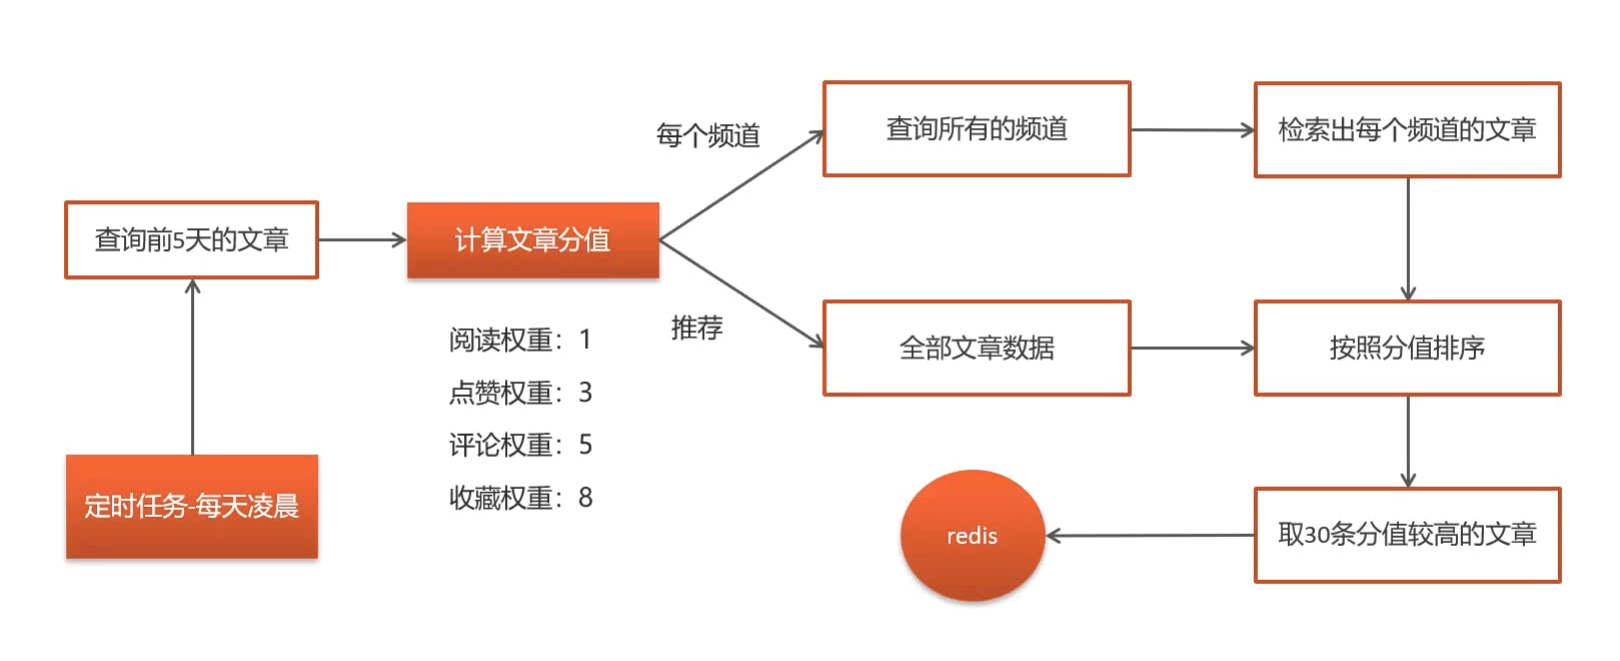 每个频道
查询所有的频道
检索出每个频道的文章
查询前5天的文章
计算文章分值
推荐
全部文章数据
按照分值排序
阅读权重：1
点赞权重：3
评论权重：5
收藏权重：8
定时任务-每天凌晨
redis
取30条分值较高的文章